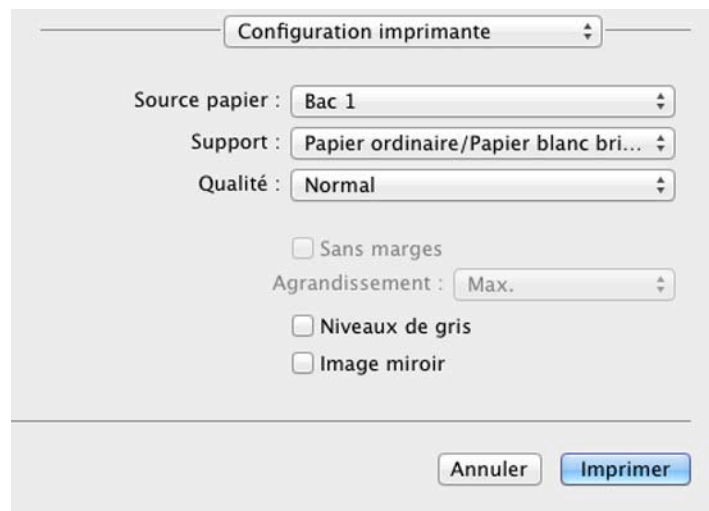 Configuration imprimante
Source papier : Bac 1
Support : Papier ordinaire/Papier blanc bri...
Qualité : Normal
Sans marges
Agrandissement : Max.
Niveaux de gris
Image miroir
Annuler Imprimer